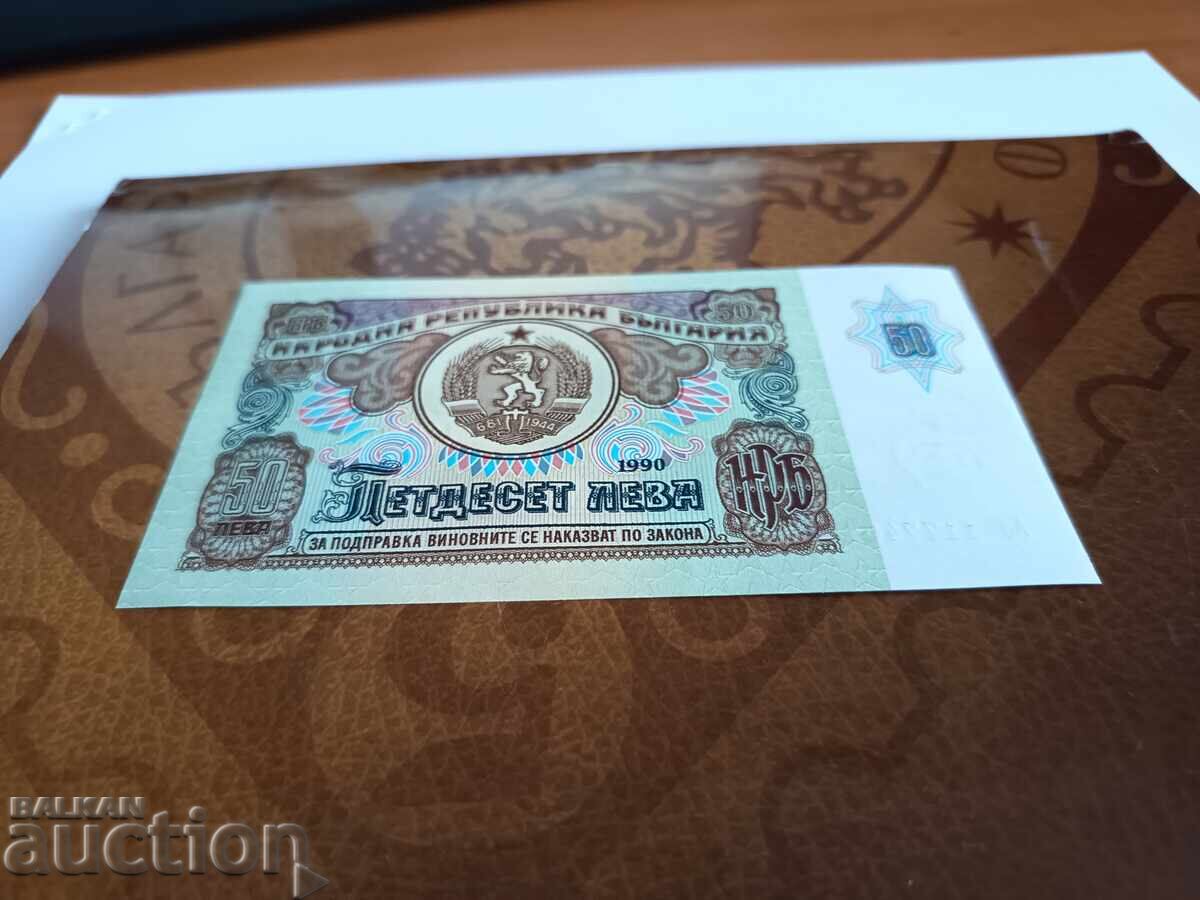 НАРОДНА РЕПУБЛИКА БЪЛГАРИЯ
50
50
681 1944
1990
ПЕТДЕСЕТ ЛЕВА
50
ЛЕВА
НРБ
ЗА ПОДПРАВКА ВИНОВНИТЕ СЕ НАКАЗВАТ ПО ЗАКОНА
BALKAN
auction